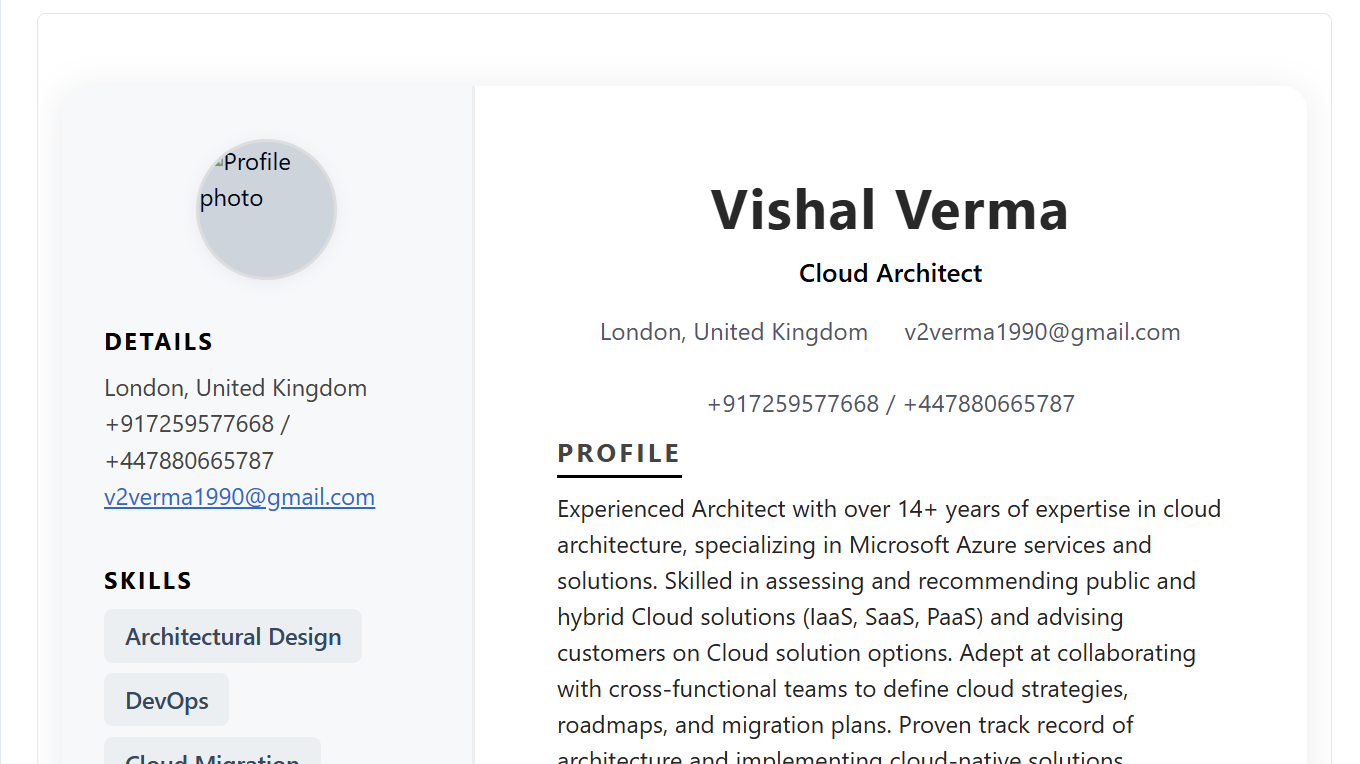 Profile
photo
DETAILS
London, United Kingdom
+917259577668 /
+447880665787
v2verma1990@gmail.com
SKILLS
Architectural Design
DevOps
Cloud Migration
Vishal Verma
Cloud Architect
London, United Kingdom v2verma1990@gmail.com
+917259577668 / +447880665787
PROFILE
Experienced Architect with over 14+ years of expertise in cloud
architecture, specializing in Microsoft Azure services and
solutions. Skilled in assessing and recommending public and
hybrid Cloud solutions (IaaS, SaaS, PaaS) and advising
customers on Cloud solution options. Adept at collaborating
with cross-functional teams to define cloud strategies,
roadmaps, and migration plans. Proven track record of
architecture and implementing cloud-native solutions